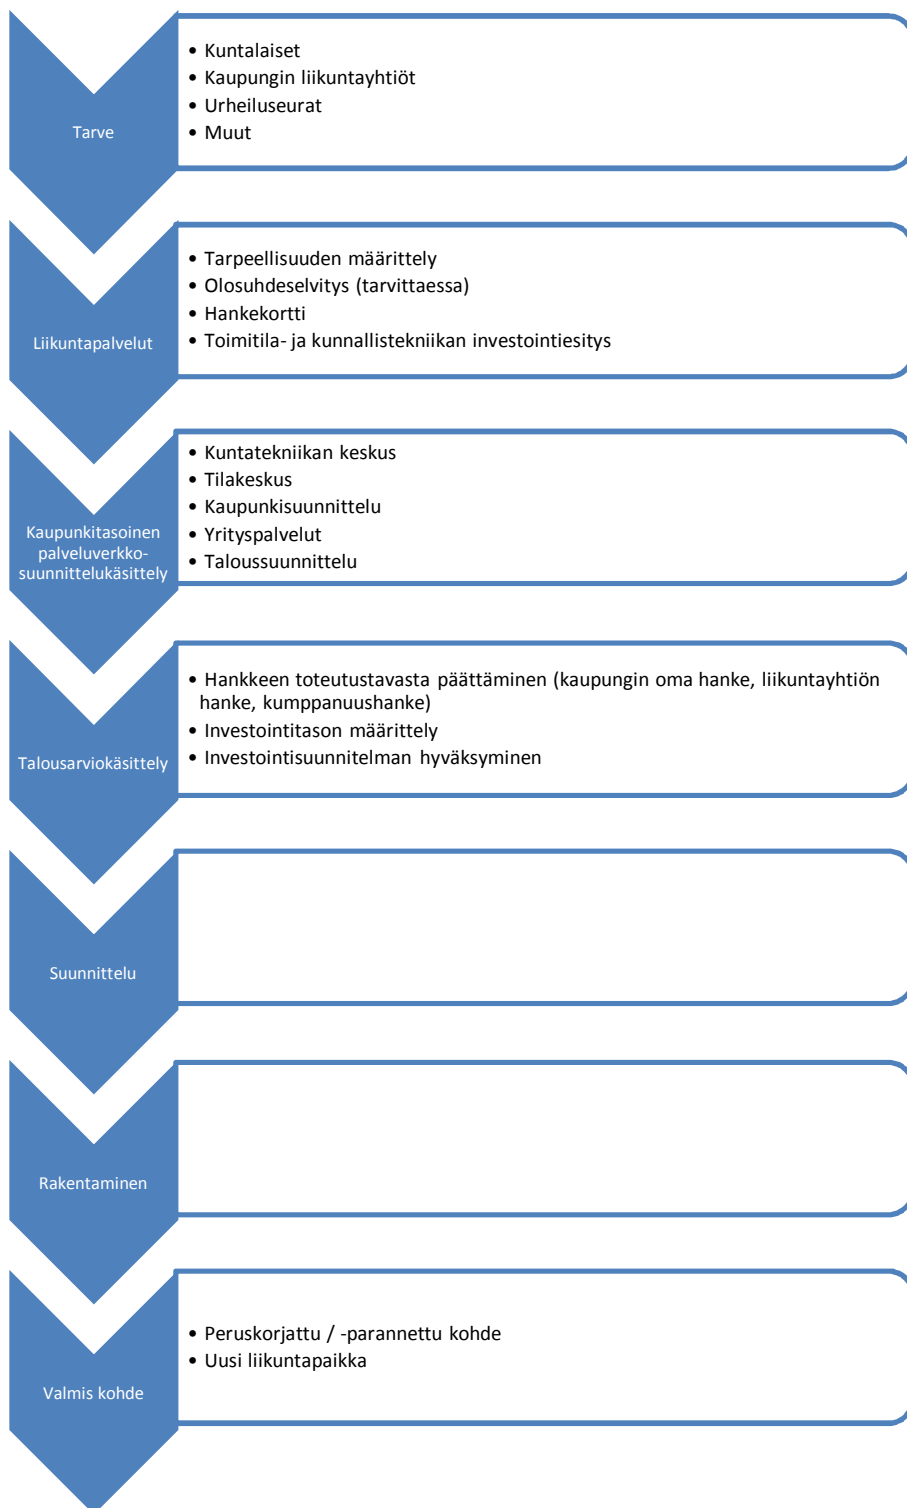 Tarve
• Kuntalaiset
• Kaupungin liikuntayhtiöt
• Urheiluseurat
• Muut
Liikuntapalvelut
• Tarpeellisuuden määrittely
• Olosuhdeselvitys (tarvittaessa)
• Hankekortti
• Toimitila- ja kunnallistekniikan investointiesitys
Kaupunkitasoinen
palveluverkko-
suunnittelukäsittely
• Kuntatekniikan keskus
• Tilakeskus
• Kaupunkisuunnittelu
• Yrityspalvelut
• Taloussuunnittelu
Talousarviokäsittely
• Hankkeen toteutustavasta päättäminen (kaupungin oma hanke, liikuntayhtiön
hanke, kumppanuushanke)
• Investointitason määrittely
• Investointisuunnitelman hyväksyminen
Suunnittelu
Rakentaminen
Valmis kohde
• Peruskorjattu / -parannettu kohde
• Uusi liikuntapaikka